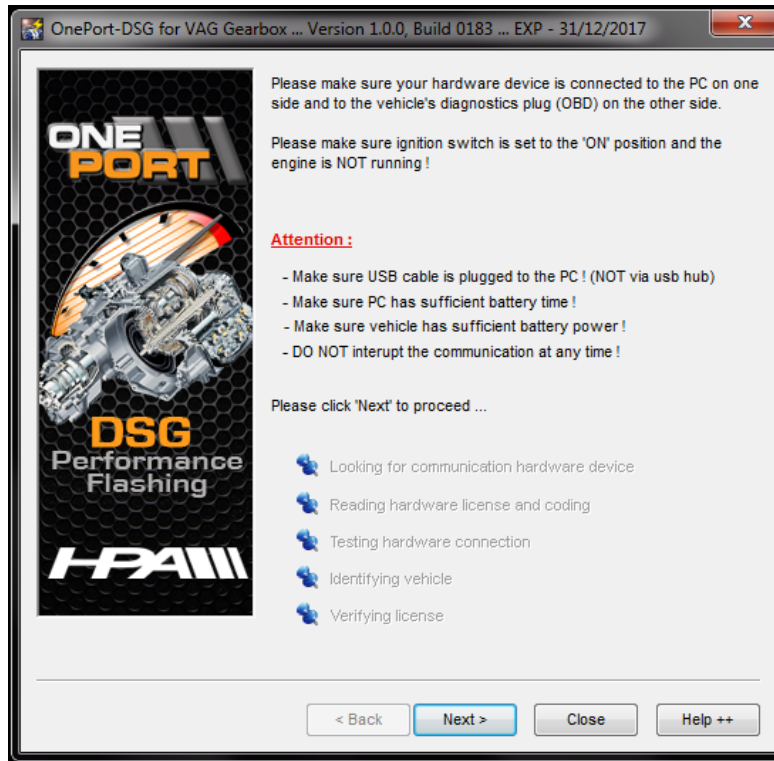 OnePort-DSG for VAG Gearbox ... Version 1.0.0, Build 0183 ... EXP - 31/12/2017
Please make sure your hardware device is connected to the PC on one
side and to the vehicle's diagnostics plug (OBD) on the other side.
Please make sure ignition switch is set to the 'ON' position and the
engine is NOT running !
Attention :
- Make sure USB cable is plugged to the PC ! (NOT via usb hub)
- Make sure PC has sufficient battery time !
- Make sure vehicle has sufficient battery power !
- DO NOT interupt the communication at any time !
Please click 'Next' to proceed ...
Looking for communication hardware device
Reading hardware license and coding
Testing hardware connection
Identifying vehicle
Verifying license
ONE
PORT
DSG
Performance
Flashing
HPA
< Back
Next >
Close
Help ++